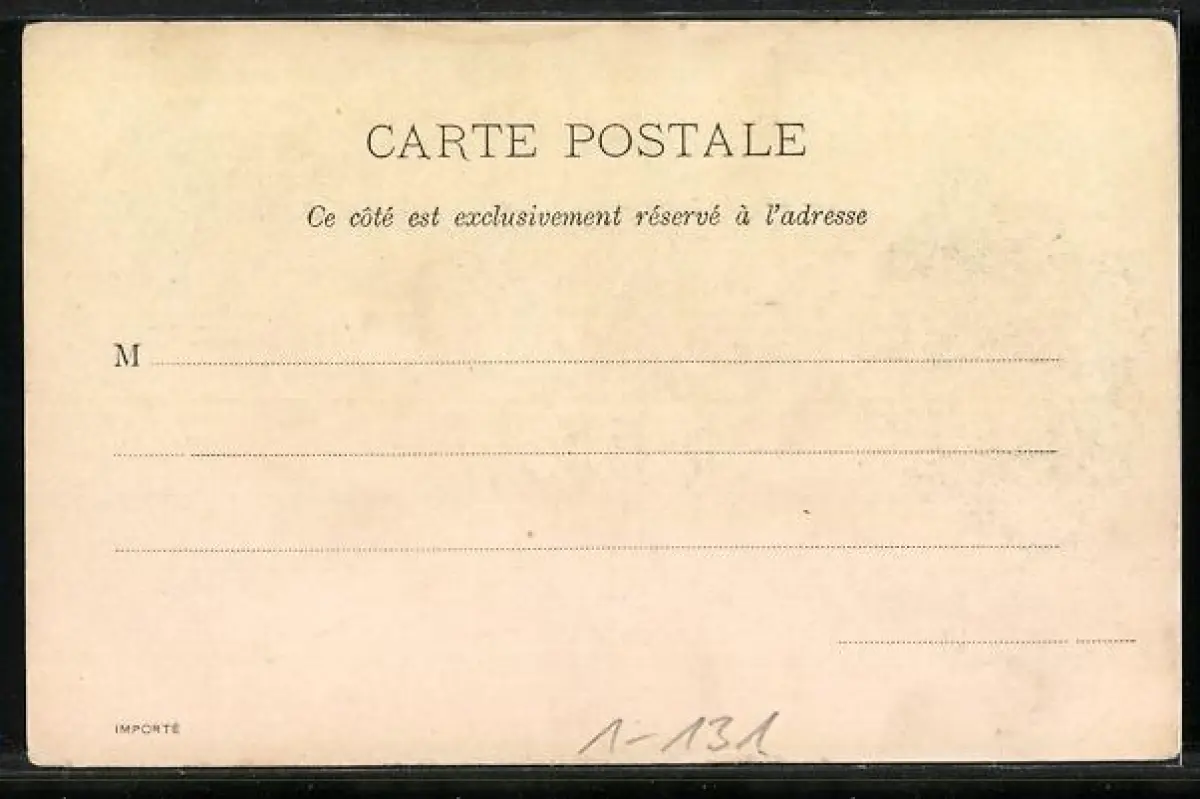 CARTE POSTALE
Ce côté est exclusivement réservé à l'adresse
M
IMPORTÉ
1-131